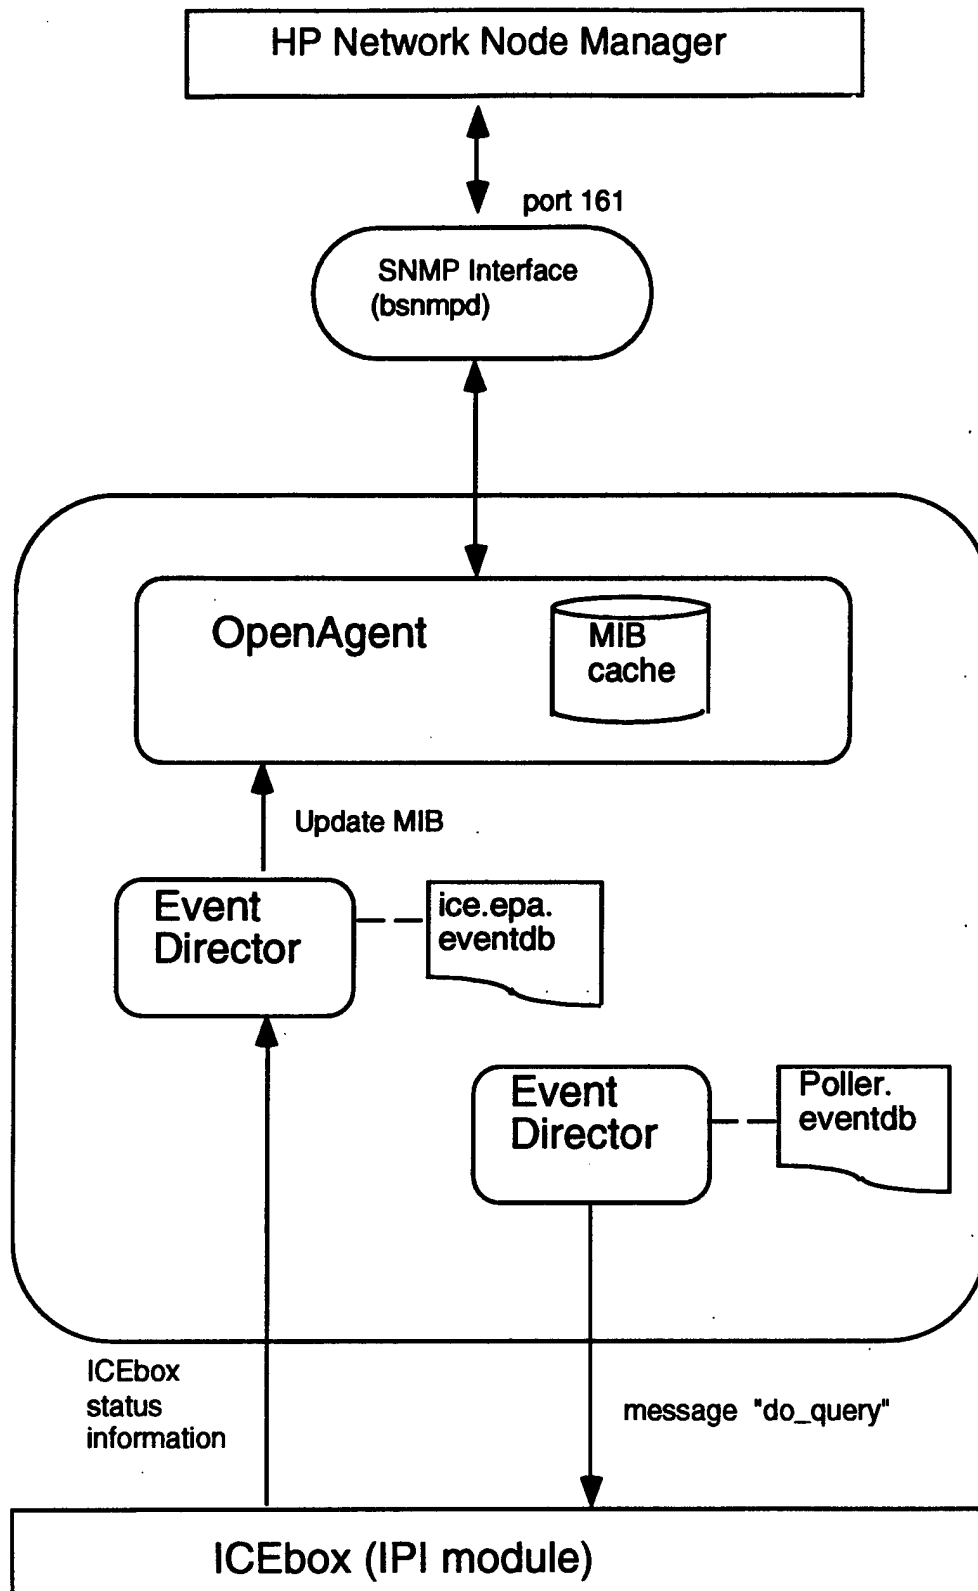 HP Network Node Manager
port 161
SNMP Interface
(bsnmpd)
OpenAgent
MIB
cache
Update MIB
Event
Director
ice.epa.
eventdb
Event
Director
Poller.
eventdb
ICEbox
status
information
message "do_query"
ICEbox (IPI module)